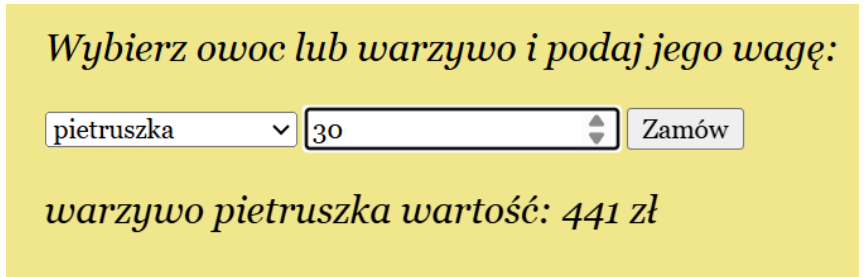 Wybierz owoc lub warzywo i podaj jego wagę:
pietruszka 30 Zamów
warzywo pietruszka wartość: 441 zł